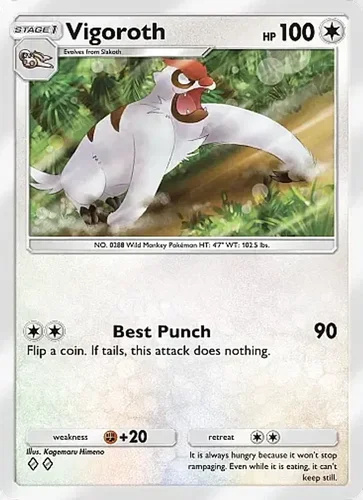 STAGE 1 Vigoroth HP 100
Evolves from Slakoth
NO. 0288 Wild Monkey Pokémon HT: 4'7" WT: 102.5 lbs.
Best Punch 90
Flip a coin. If tails, this attack does nothing.
weakness +20 retreat
Illus. Kagemaru Himeno
It is always hungry because it won't stop
rampaging. Even while it is eating, it can't
keep still.